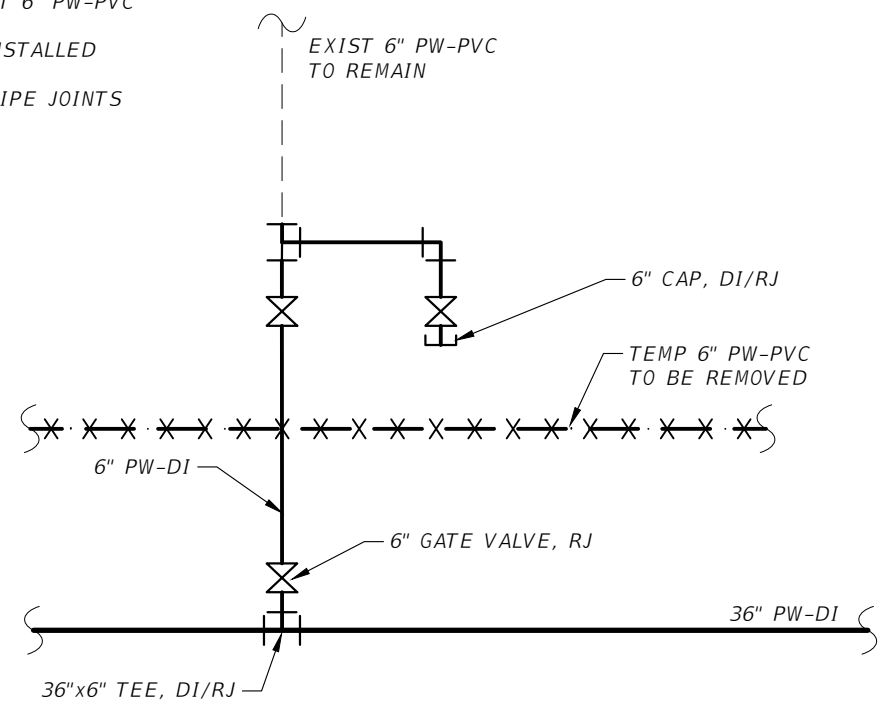 6" PW-PVC
EXIST 6" PW-PVC
TO REMAIN
IPE JOINTS
6" CAP, DI/RJ
TEMP 6" PW-PVC
TO BE REMOVED
6" PW-DI
6" GATE VALVE, RJ
36" PW-DI
36"x6" TEE, DI/RJ